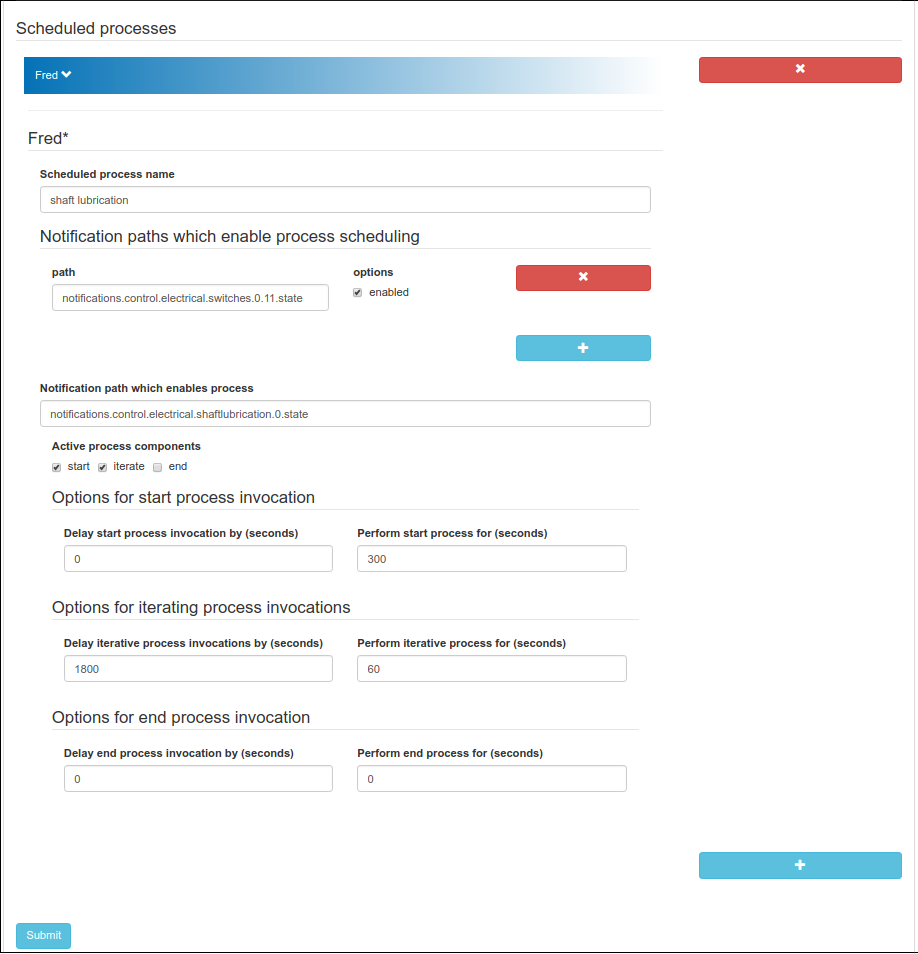 Scheduled processes
Fred
Fred*
Scheduled process name
shaft lubrication
Notification paths which enable process scheduling
path options
notifications.control.electrical.switches.0.11.state enabled
Notification path which enables process
notifications.control.electrical.shaftlubrication.0.state
Active process components
start iterate end
Options for start process invocation
Delay start process invocation by (seconds) Perform start process for (seconds)
0 300
Options for iterating process invocations
Delay iterative process invocations by (seconds) Perform iterative process for (seconds)
1800 60
Options for end process invocation
Delay end process invocation by (seconds) Perform end process for (seconds)
0 0
Submit